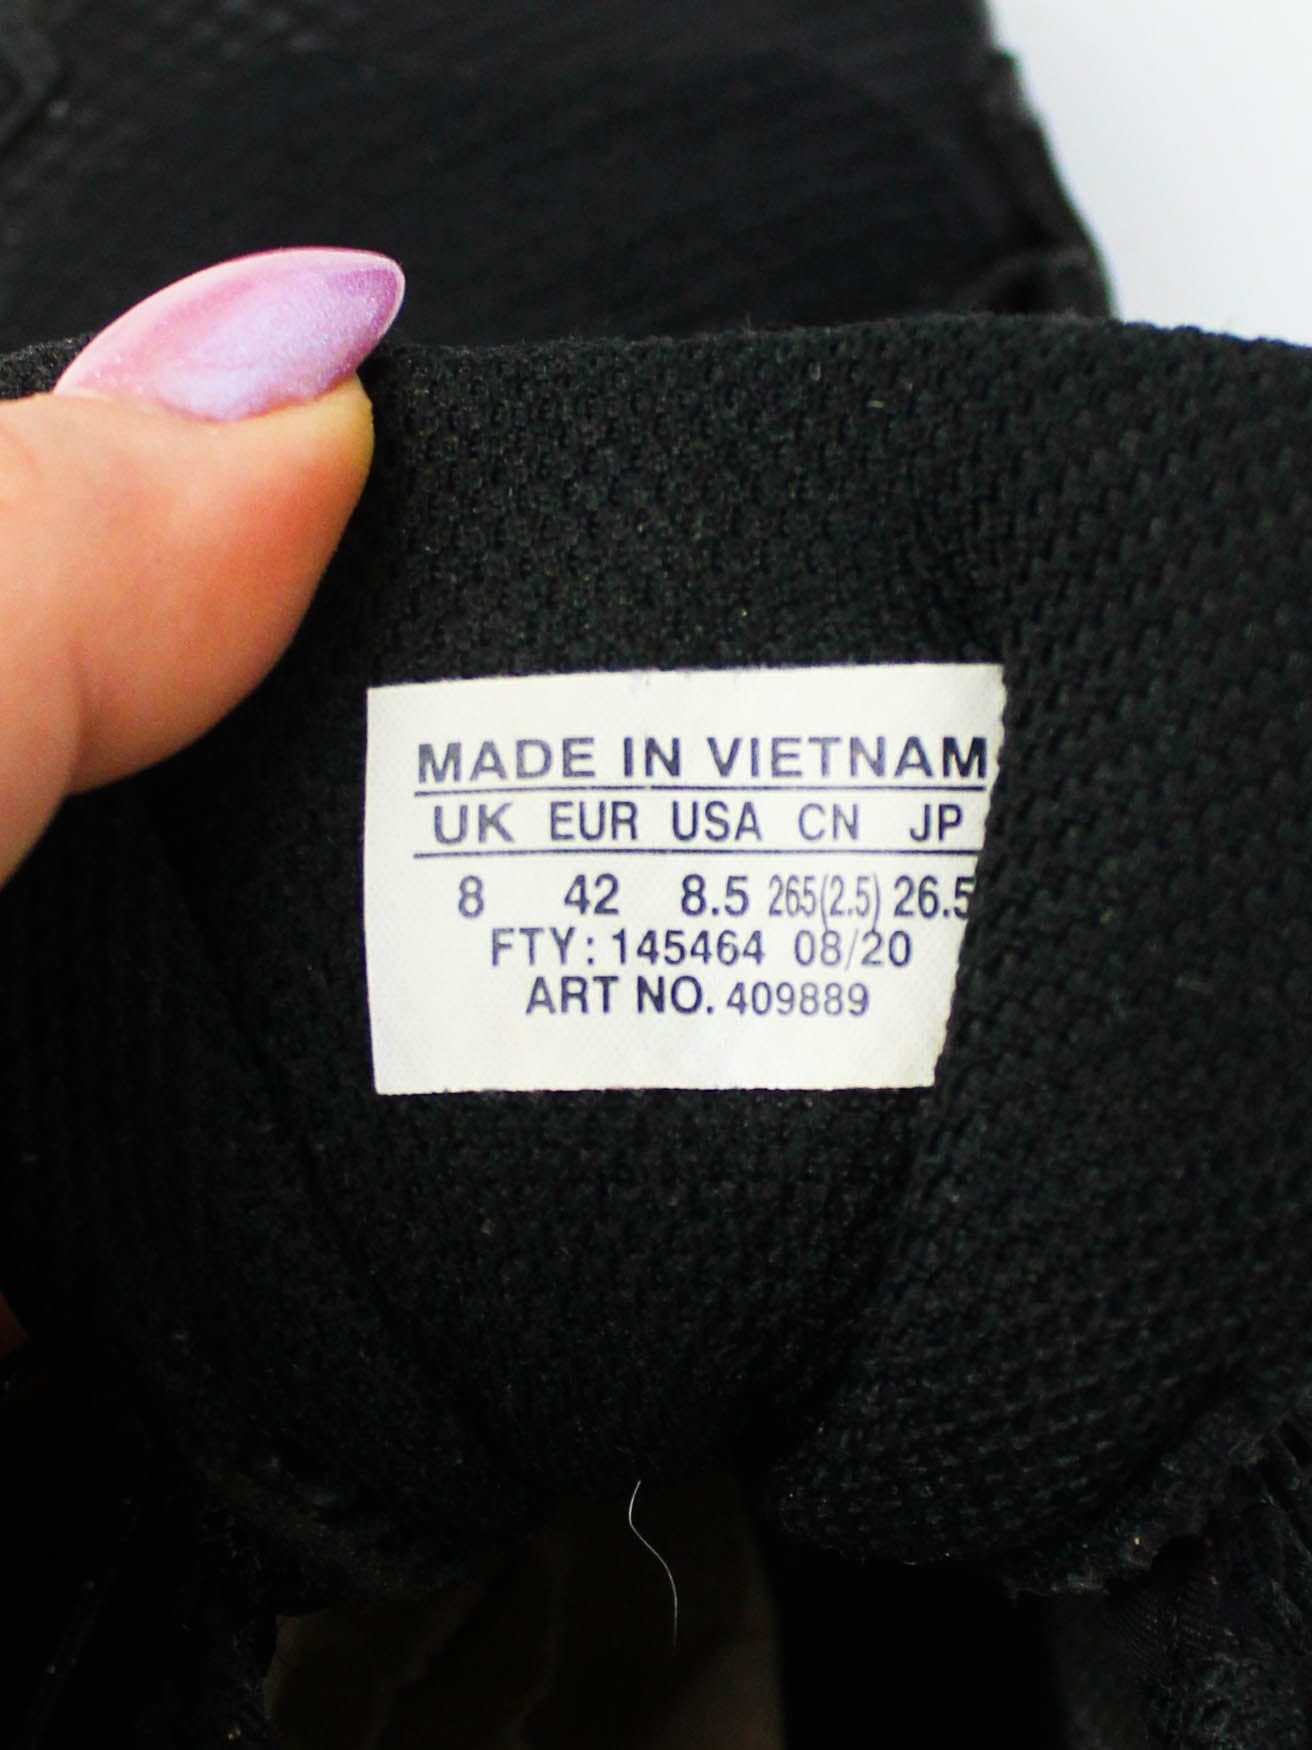 MADE IN VIETNAM
UK EUR USA CN JP
8 42 8.5 265(2.5) 26.5
FTY: 145464 08/20
ART NO. 409889